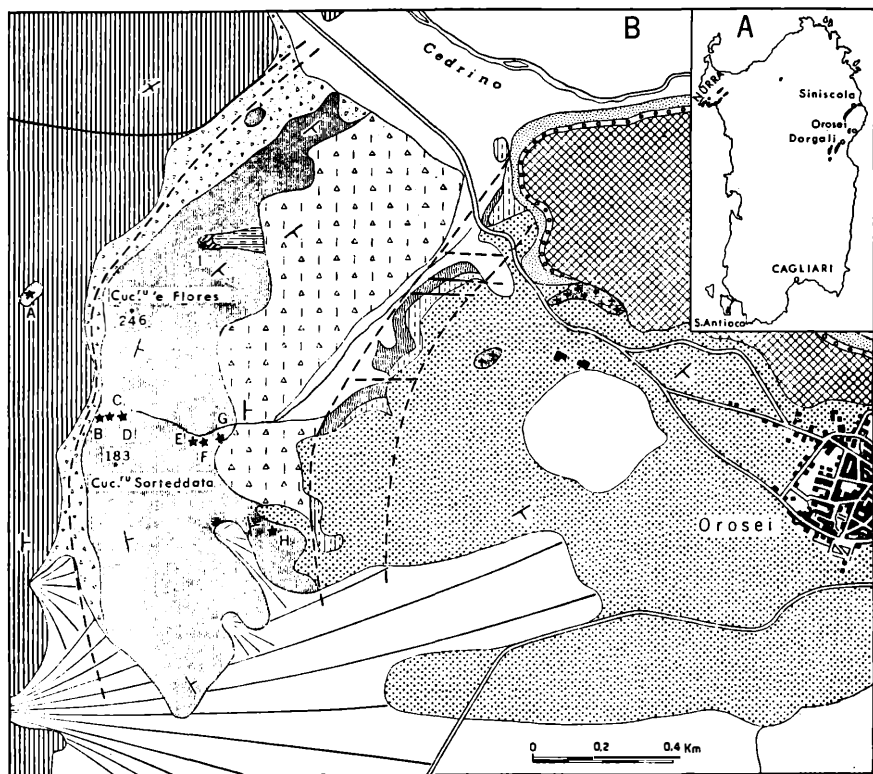 B
Cedrino
A
NURRA
Siniscola
Orosei
Dorgali
CAGLIARI
S.Antioco
A
Cuc.ru 'e Flores
246
C
B
D
E
F
G
183
Cuc.ru Sorteddata
H
Orosei
0 0,2 0,4 Km